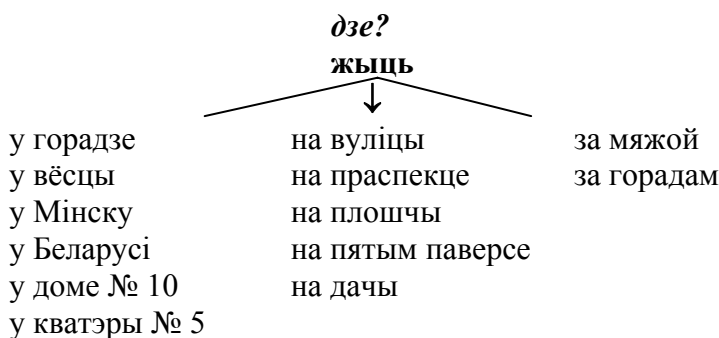 дзе?
жыць
у горадзе на вуліцы за мяжой
у вёсцы на праспекце за горадам
у Мінску на плошчы
у Беларусі на пятым паверсе
у доме № 10 на дачы
у кватэры № 5